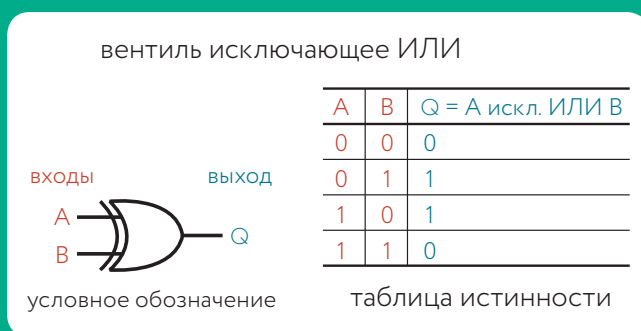 вентиль исключающее ИЛИ
входы
выход
A
B
Q
условное обозначение
A B Q = A искл. ИЛИ B
0 0 0
0 1 1
1 0 1
1 1 0
таблица истинности